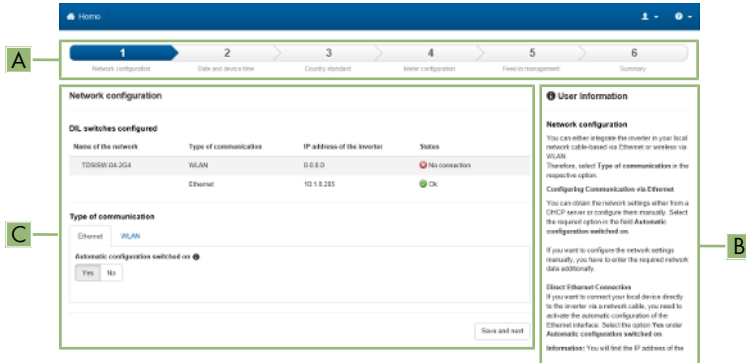 Home
1 2 3 4 5 6
Network configuration Date and device time Country standard Meter configuration Feed-in management Summary
A
Network configuration
DIL switches configured
Name of the network Type of communication IP address of the inverter Status
WLAN 0.0.0.0 No connection
Ethernet 10.1.8.285 Ok
Type of communication
Ethernet WLAN
Automatic configuration switched on
Yes No
Save and next
C
User Information
Network configuration
You can either integrate the inverter in your local
network cable-based via Ethernet or wireless via
WLAN
Therefore, select Type of communication in the
respective option.
Configuring Communication via Ethernet
You can obtain the network settings either from a
DHCP server or configure them manually. Select
the required option in the field Automatic
configuration switched on.
If you want to configure the network settings
manually, you have to enter the required network
data additionally.
Direct Ethernet Connection
If you want to connect your local device directly
to the inverter via a network cable, you need to
activate the automatic configuration of the
Ethernet interface. Select the option Yes under
Automatic configuration switched on.
Information: You will find the IP address of the
B